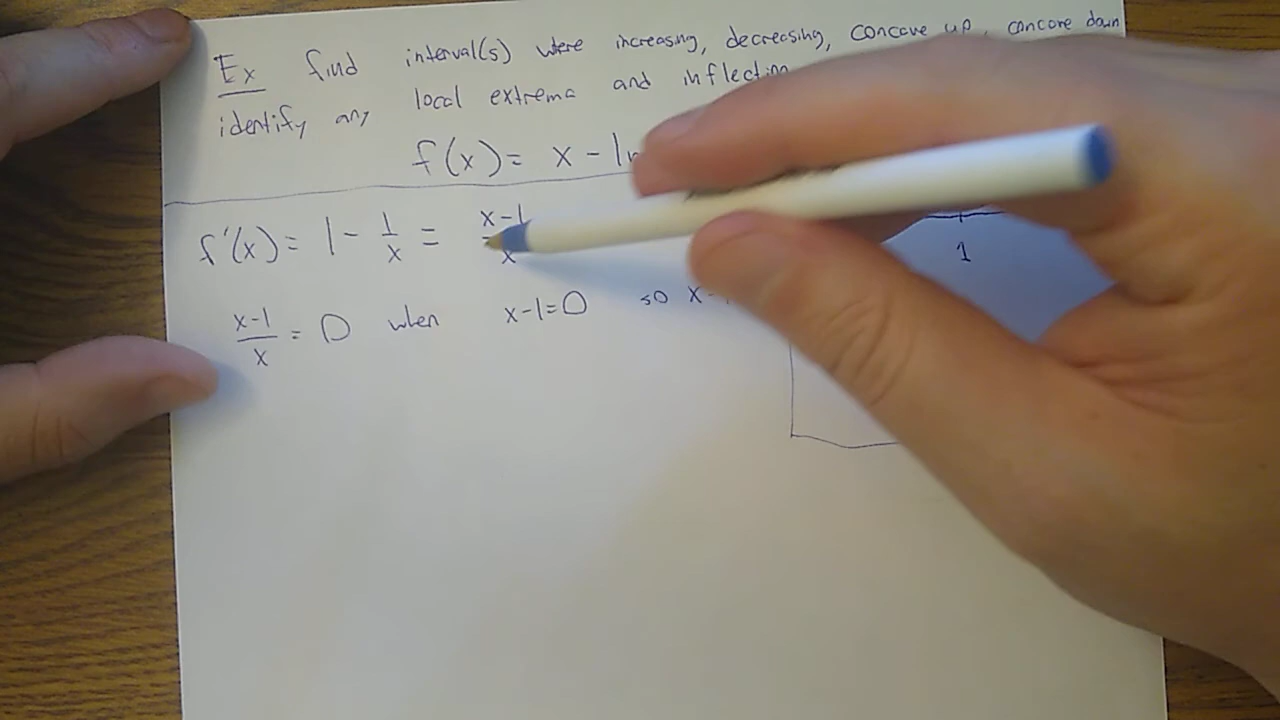 Ex find interval(s) where increasing, decreasing, concave up, concave down
identify any local extrema and inflection
f(x) = x - ln
f'(x) = 1 - 1/x = x-1/x
1
x-1/x = 0 when x-1=0 so x